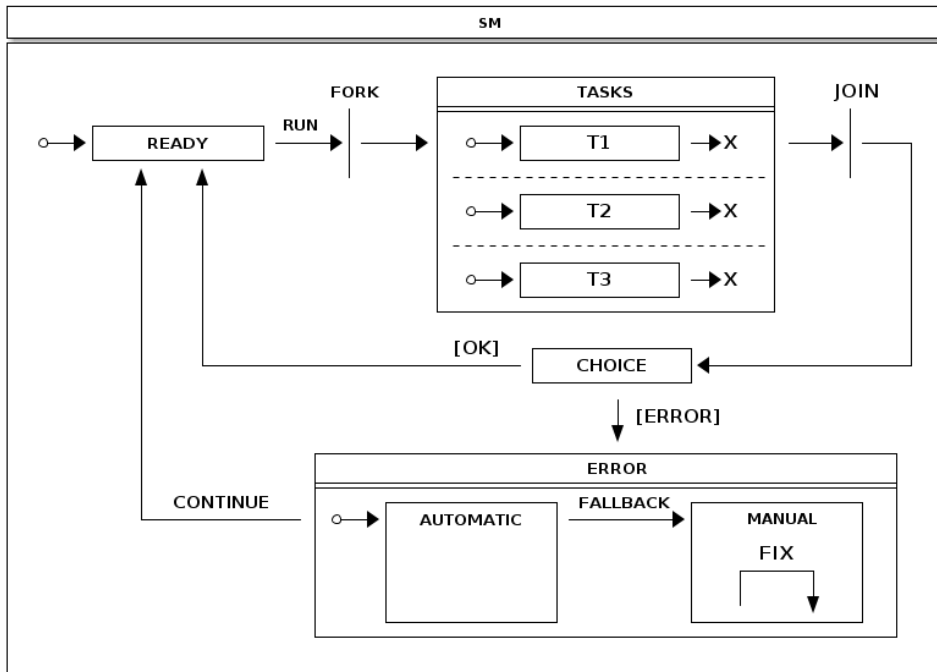 SM
FORK
TASKS
JOIN
RUN
READY
T1
X
T2
X
T3
X
[OK]
CHOICE
[ERROR]
ERROR
CONTINUE
FALLBACK
AUTOMATIC
MANUAL
FIX